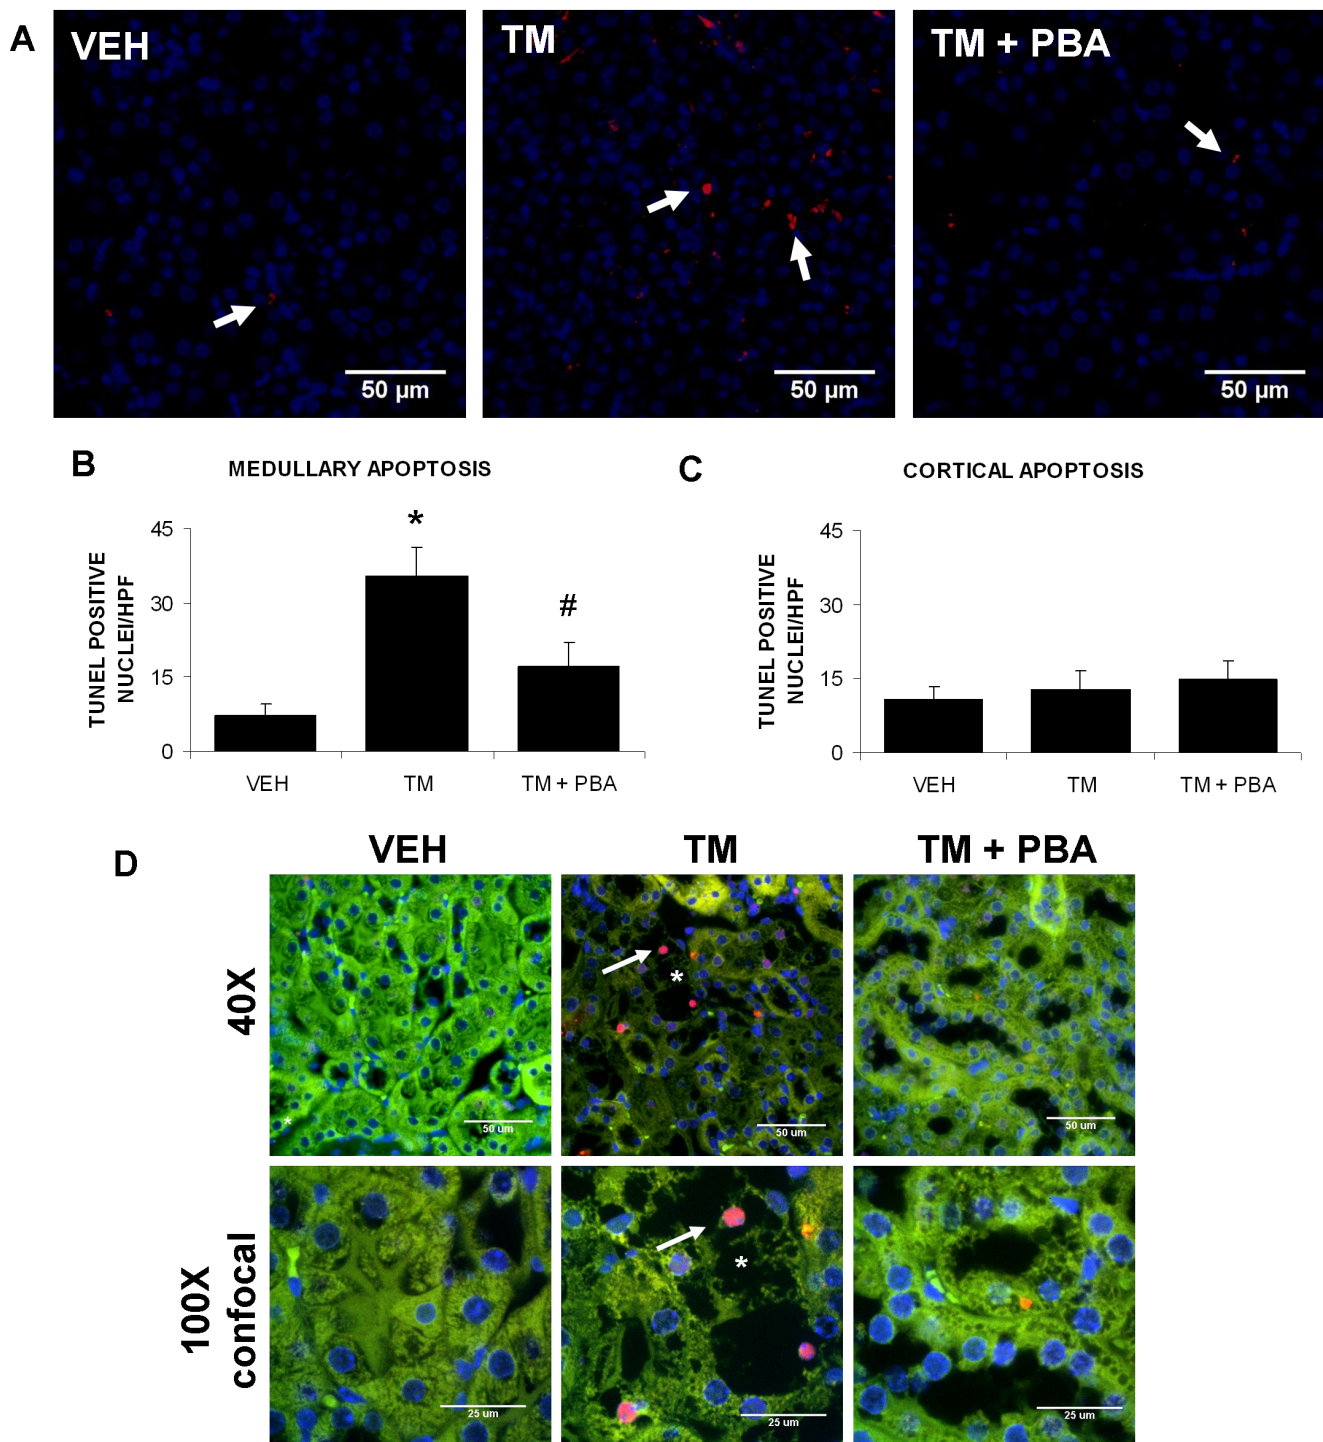 A
VEH
TM
TM + PBA
50 µm
50 µm
50 µm
B
MEDULLARY APOPTOSIS
TUNEL POSITIVE
NUCLEI/HPF
45
30
15
0
*
#
VEH
TM
TM + PBA
C
CORTICAL APOPTOSIS
TUNEL POSITIVE
NUCLEI/HPF
45
30
15
0
VEH
TM
TM + PBA
D
VEH
TM
TM + PBA
40X
*
50 um
*
50 um
50 um
100X
confocal
25 um
*
25 um
25 um